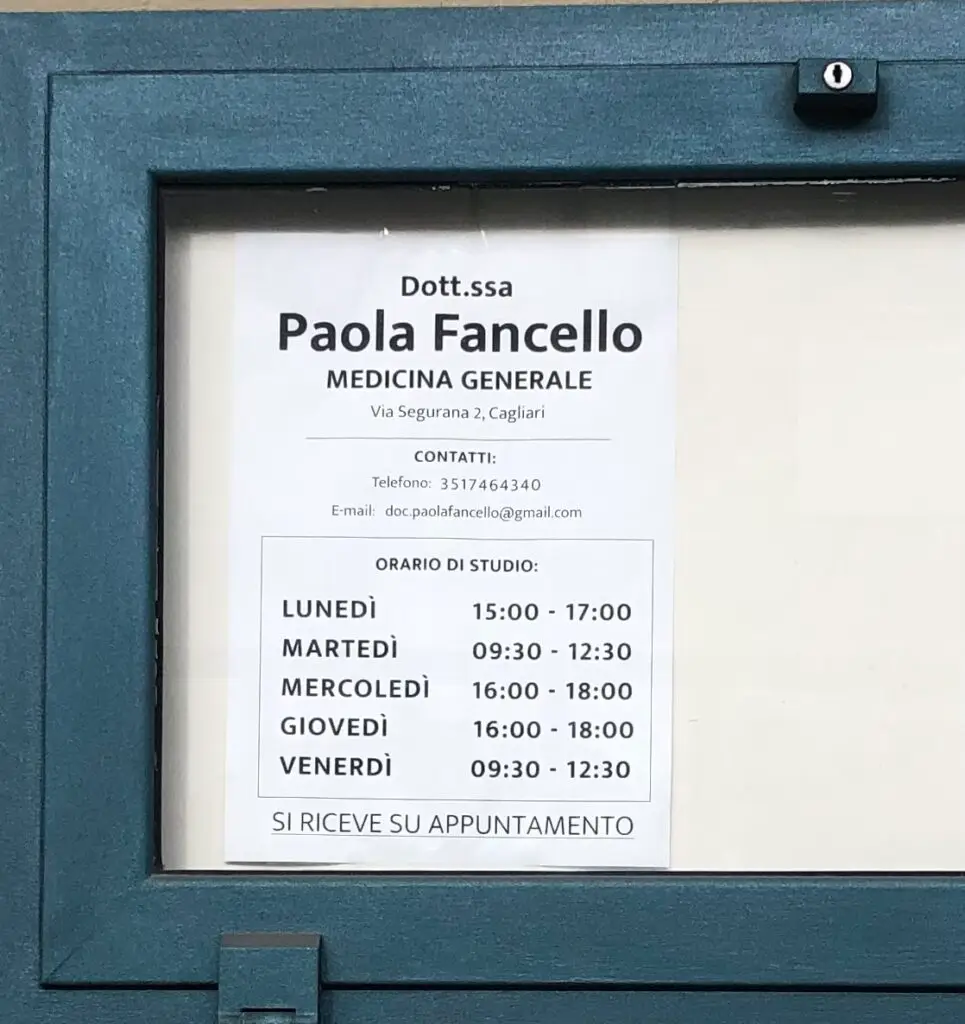 Dott.ssa
Paola Fancello
MEDICINA GENERALE
Via Segurana 2, Cagliari
CONTATTI:
Telefono: 3517464340
E-mail: doc.paolafancello@gmail.com
ORARIO DI STUDIO:
LUNEDÌ 15:00 - 17:00
MARTEDÌ 09:30 - 12:30
MERCOLEDÌ 16:00 - 18:00
GIOVEDÌ 16:00 - 18:00
VENERDÌ 09:30 - 12:30
SI RICEVE SU APPUNTAMENTO